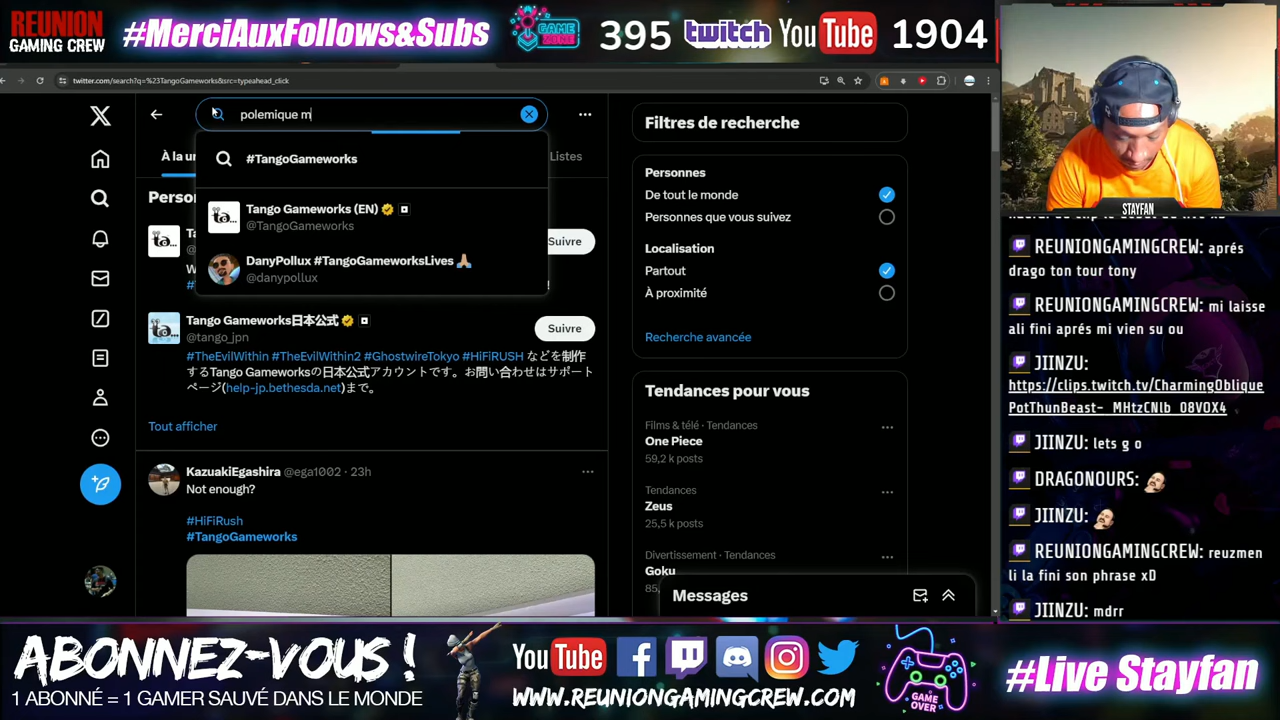 REUNION
GAMING CREW
#MerciAuxFollows&Subs
GAME
ZONE
395
twitch
YouTube
1904
twitter.com/search?q=%23TangoGameworks&src=typeahead_click
polemique m
#TangoGameworks
Tango Gameworks (EN)
@TangoGameworks
DanyPollux #TangoGameworksLives 🙏🏽
@danypollux
À la un
Listes
Person
Suivre
Tango Gameworks日本公式
@tango_jpn
Suivre
#TheEvilWithin #TheEvilWithin2 #GhostwireTokyo #HiFiRUSH などを制作
するTango Gameworksの日本公式アカウントです。お問い合わせはサポート
ページ(help-jp.bethesda.net)まで。
Tout afficher
KazuakiEgashira @ega1002 · 23h
Not enough?
#HiFiRush
#TangoGameworks
Filtres de recherche
Personnes
De tout le monde
Personnes que vous suivez
Localisation
Partout
À proximité
Recherche avancée
Tendances pour vous
Films & télé · Tendances
One Piece
59,2 k posts
Tendances
Zeus
25,5 k posts
Divertissement · Tendances
Goku
85,
Messages
STAYFAN
REUNIONGAMINGCREW: aprés
drago ton tour tony
REUNIONGAMINGCREW: mi laisse
ali fini aprés mi vien su ou
JIINZU:
https://clips.twitch.tv/CharmingOblique
PotThunBeast-_MHtzCNlb_O8VOX4
JIINZU: lets g o
DRAGONOURS:
JIINZU:
REUNIONGAMINGCREW: reuzmen
li la fini son phrase xD
JIINZU: mdrr
ABONNEZ-VOUS !
1 ABONNÉ = 1 GAMER SAUVÉ DANS LE MONDE
YouTube
WWW.REUNIONGAMINGCREW.COM
GAME
OVER
#Live Stayfan